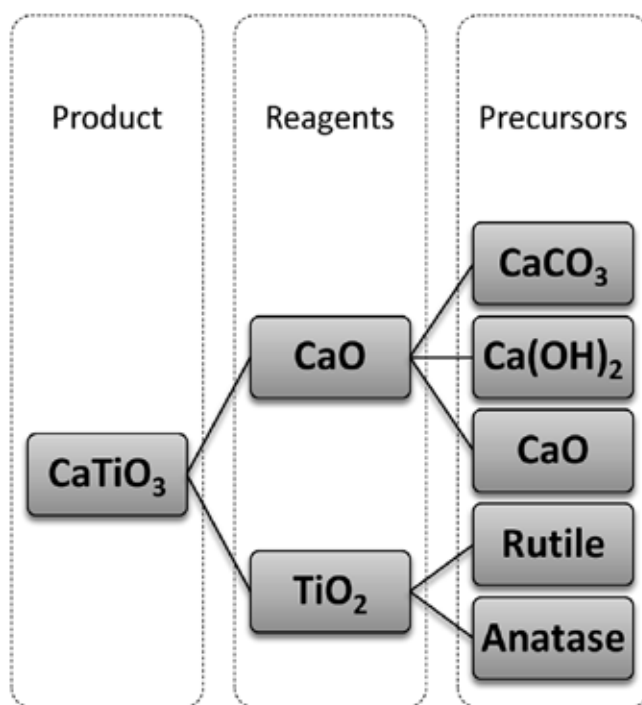 Product
Reagents
Precursors
CaCO₃
CaO
Ca(OH)₂
CaO
CaTiO₃
Rutile
TiO₂
Anatase